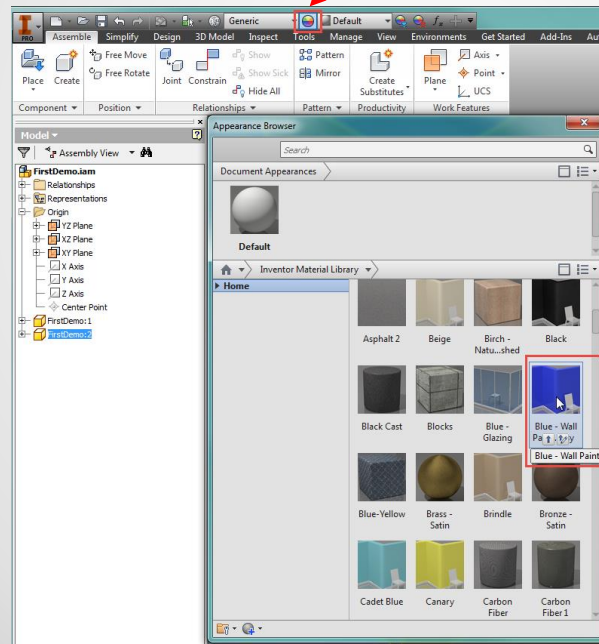 PRO
Generic
Default
fx
Assemble Simplify Design 3D Model Inspect Tools Manage View Environments Get Started Add-Ins
Place Create
Free Move
Free Rotate
Joint Constrain
Show
Show Sick
Hide All
Pattern
Mirror
Create Substitutes
Plane
Axis
Point
UCS
Component Position Relationships Pattern Productivity Work Features
Model
Assembly View
FirstDemo.iam
Relationships
Representations
Origin
YZ Plane
XZ Plane
XY Plane
X Axis
Y Axis
Z Axis
Center Point
FirstDemo:1
FirstDemo:2
Appearance Browser
Search
Document Appearances
Default
Inventor Material Library
Home
Asphalt 2 Beige Birch - Black
Natu...shed
Black Cast Blocks Blue - Blue - Wall
Glazing
Blue - Wall Paint
Blue-Yellow Brass - Brindle Bronze -
Satin Satin
Cadet Blue Canary Carbon Carbon
Fiber Fiber 1